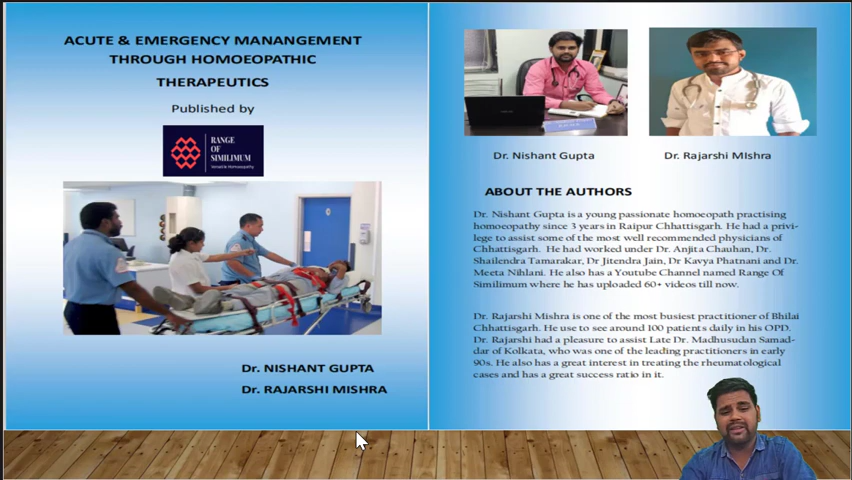 ACUTE & EMERGENCY MANANGEMENT
THROUGH HOMOEOPATHIC
THERAPEUTICS
Published by
RANGE
OF
SIMILIMUM
Versatile Homoeopathy
Dr. NISHANT GUPTA
Dr. RAJARSHI MISHRA
Dr. Nishant Gupta
Dr. Rajarshi MIshra
ABOUT THE AUTHORS
Dr. Nishant Gupta is a young passionate homoeopath practising
homoeopathy since 3 years in Raipur Chhattisgarh. He had a privi-
lege to assist some of the most well recommended physicians of
Chhattisgarh. He had worked under Dr. Anjita Chauhan, Dr.
Shailendra Tamarakar, Dr Jitendra Jain, Dr Kavya Phatnani and Dr.
Meeta Nihlani. He also has a Youtube Channel named Range Of
Similimum where he has uploaded 60+ videos till now.
Dr. Rajarshi Mishra is one of the most busiest practitioner of Bhilai
Chhattisgarh. He use to see around 100 patients daily in his OPD.
Dr. Rajarshi had a pleasure to assist Late Dr. Madhusudan Samad-
dar of Kolkata, who was one of the leading practitioners in early
90s. He also has a great interest in treating the rheumatological
cases and has a great success ratio in it.